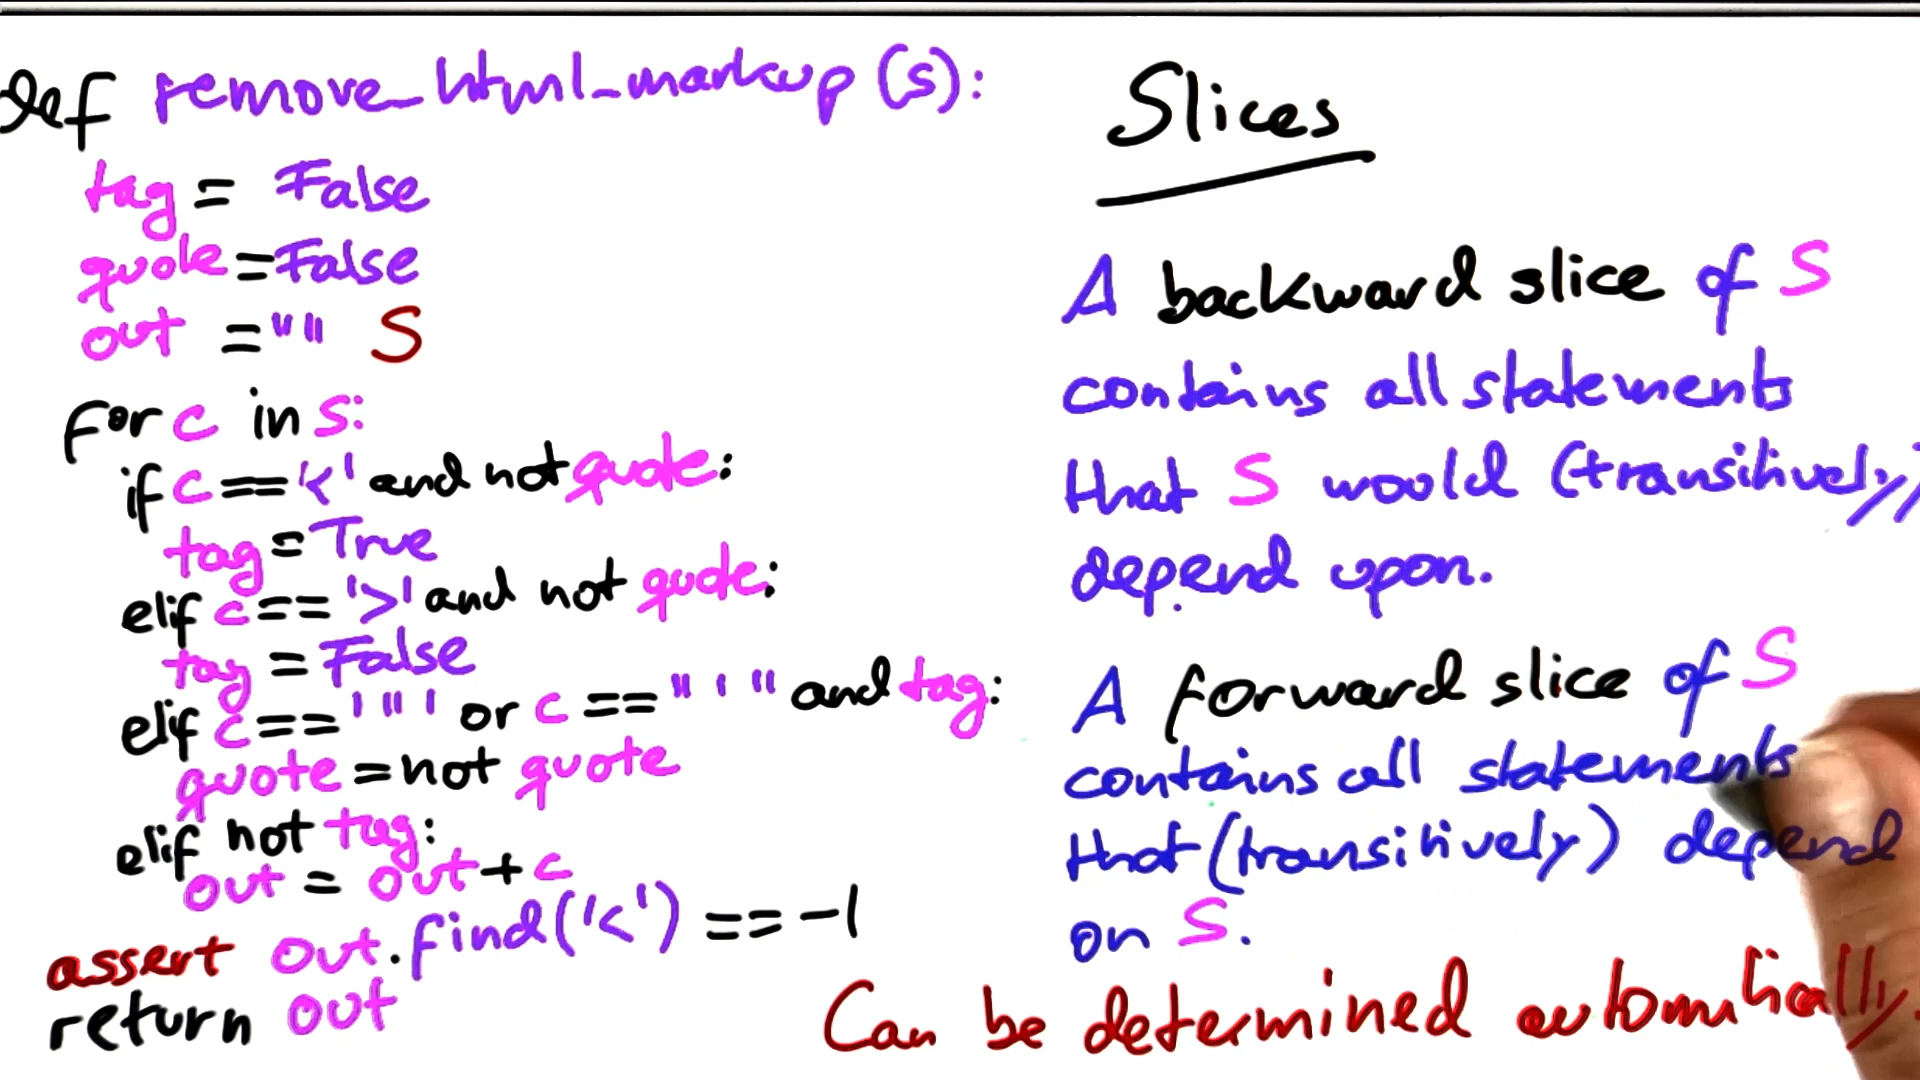 def remove_html_markup (s):
tag = False
quote = False
out = "" S
for c in s:
if c == '<' and not quote:
tag = True
elif c == '>' and not quote:
tag = False
elif c == '"' or c == "'" and tag:
quote = not quote
elif not tag:
out = out + c
assert out.find('<') == -1
return out
Slices
A backward slice of S
contains all statements
that S would (transitively)
depend upon.
A forward slice of S
contains all statements
that (transitively) depend
on S.
Can be determined automatically.